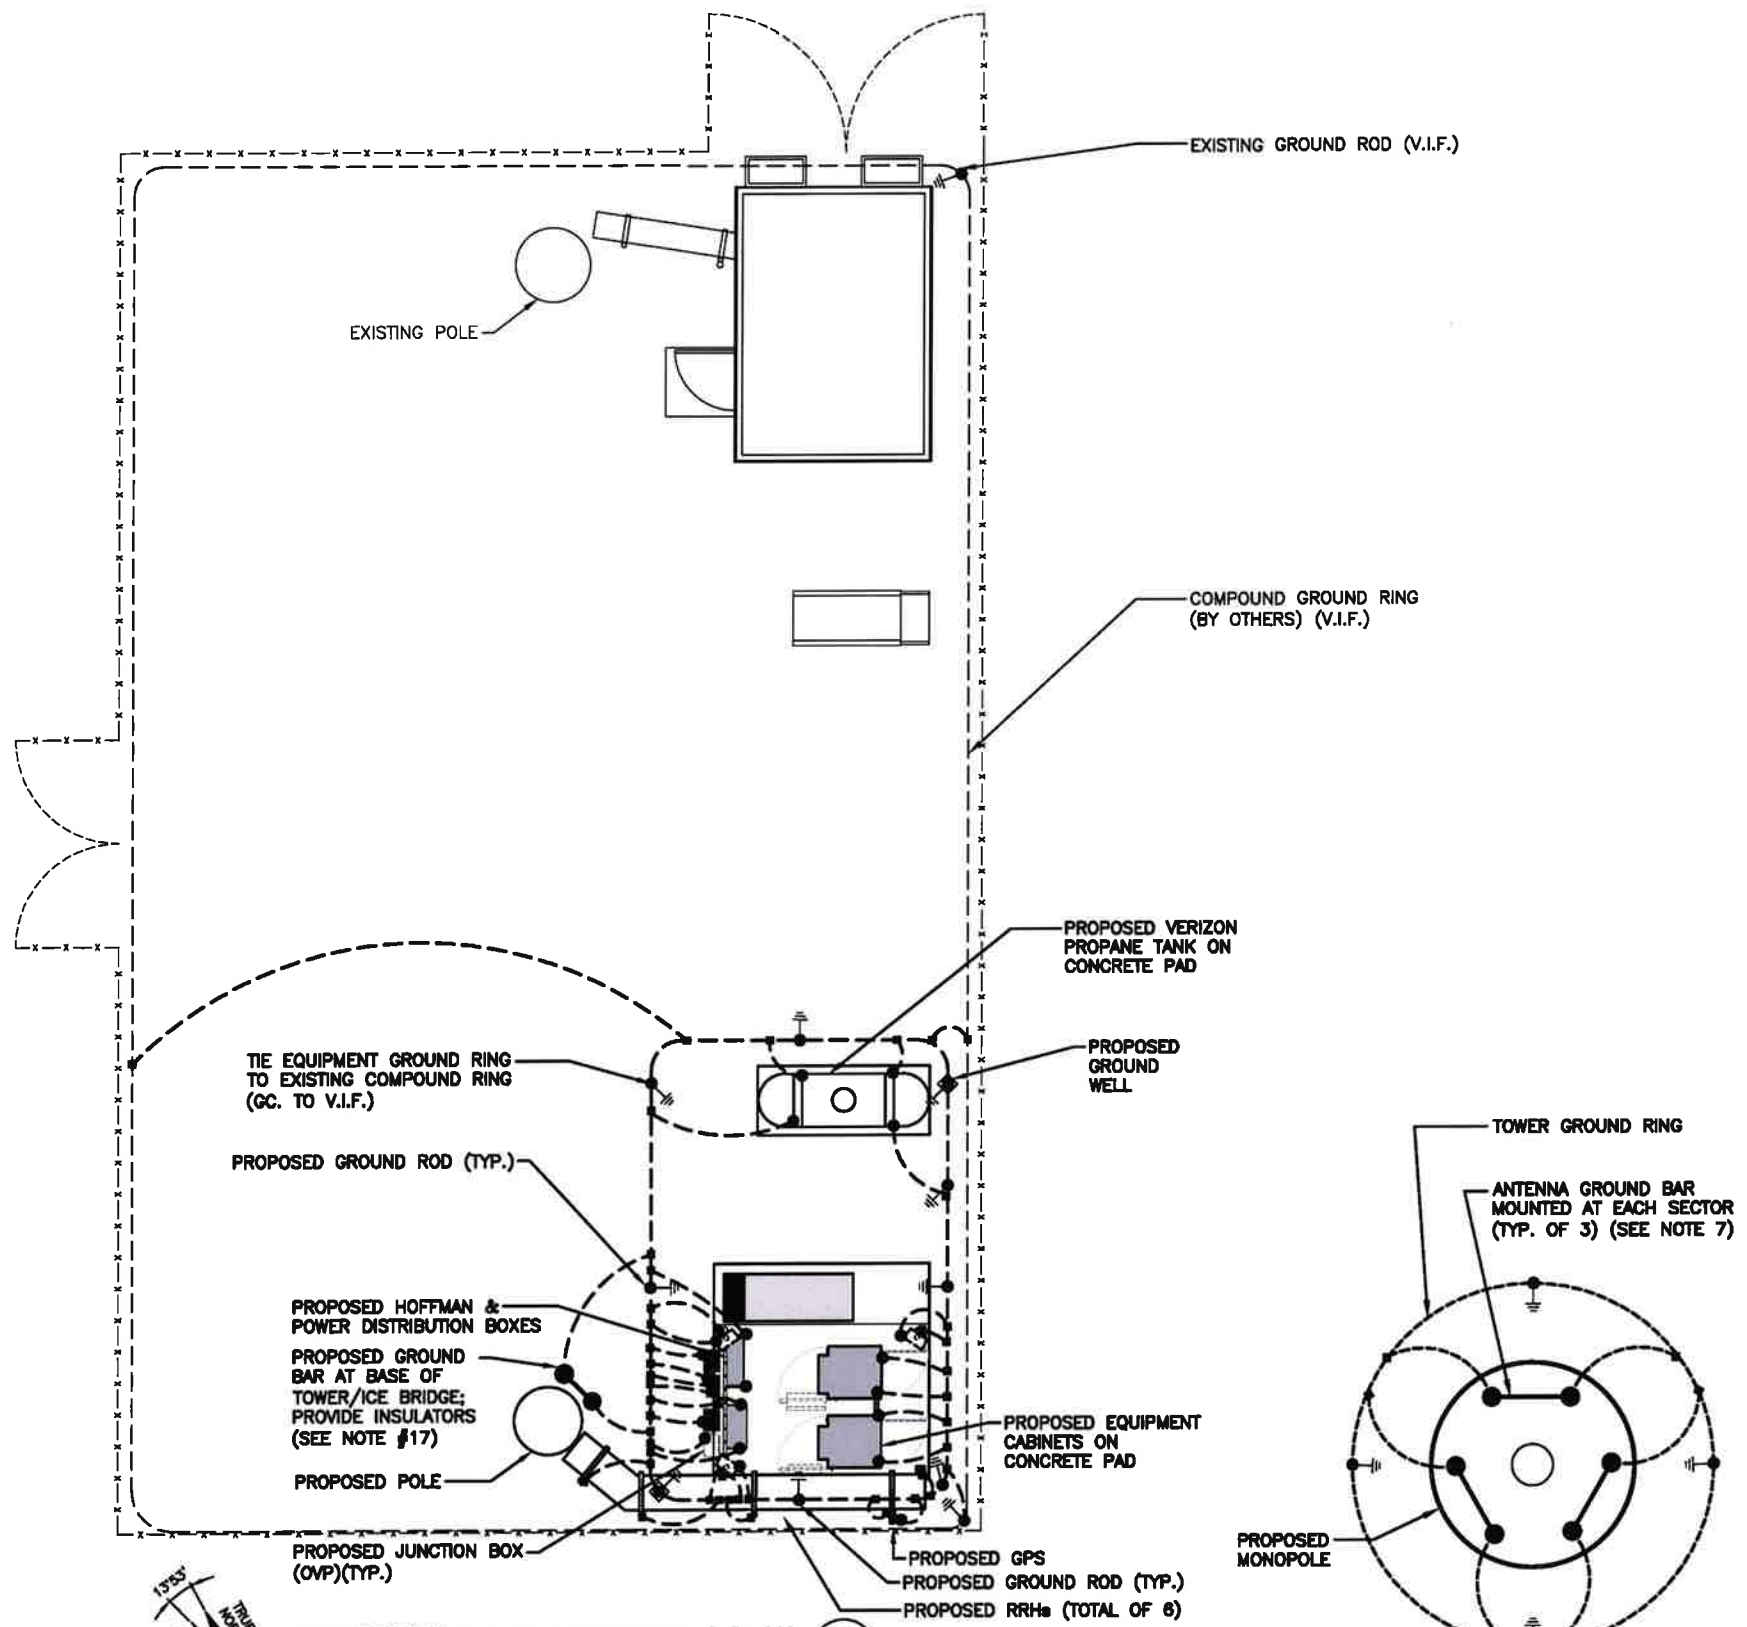 EXISTING GROUND ROD (V.I.F.)
EXISTING POLE
COMPOUND GROUND RING
(BY OTHERS) (V.I.F.)
PROPOSED VERIZON
PROPANE TANK ON
CONCRETE PAD
TIE EQUIPMENT GROUND RING
TO EXISTING COMPOUND RING
(GC. TO V.I.F.)
PROPOSED
GROUND
WELL
TOWER GROUND RING
PROPOSED GROUND ROD (TYP.)
ANTENNA GROUND BAR
MOUNTED AT EACH SECTOR
(TYP. OF 3) (SEE NOTE 7)
PROPOSED HOFFMAN &
POWER DISTRIBUTION BOXES
PROPOSED GROUND
BAR AT BASE OF
TOWER/ICE BRIDGE;
PROVIDE INSULATORS
(SEE NOTE #17)
PROPOSED EQUIPMENT
CABINETS ON
CONCRETE PAD
PROPOSED POLE
PROPOSED
MONOPOLE
PROPOSED JUNCTION BOX
(OVP)(TYP.)
PROPOSED GPS
PROPOSED GROUND ROD (TYP.)
PROPOSED RRHs (TOTAL OF 6)
13°53'